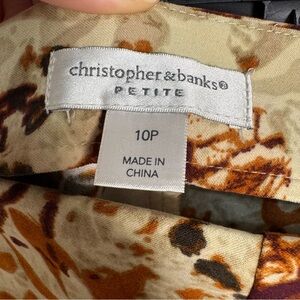 christopher & banks®
PETITE
10P
MADE IN
CHINA